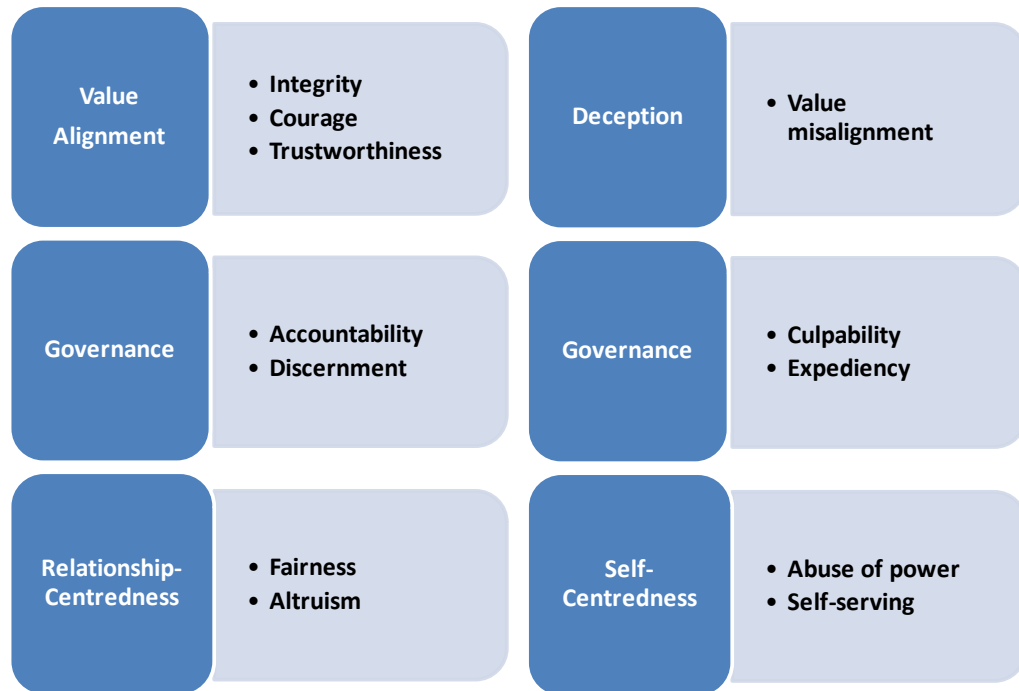 Value
Alignment
• Integrity
• Courage
• Trustworthiness
Deception
• Value
misalignment
Governance
• Accountability
• Discernment
Governance
• Culpability
• Expediency
Relationship-
Centredness
• Fairness
• Altruism
Self-
Centredness
• Abuse of power
• Self-serving